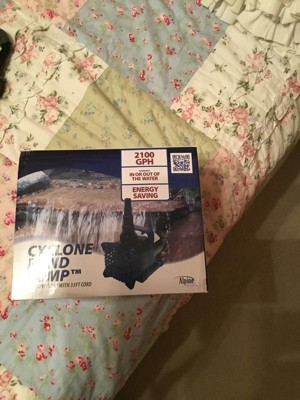 2100
GPH
IN OR OUT OF
THE WATER
ENERGY
SAVING
CYCLONE
POND
PUMP™
WITH 33FT CORD
Alpine